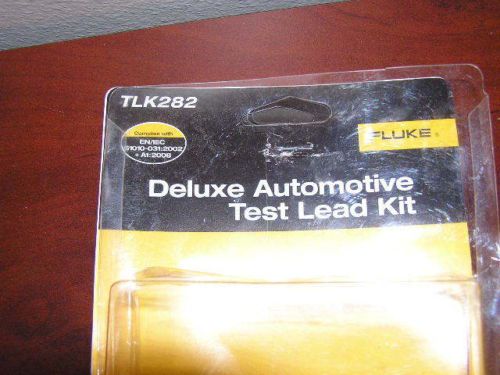 TLK282
Complies with
EN/IEC
61010-031:2002
+ A1:2008
FLUKE®
Deluxe Automotive
Test Lead Kit